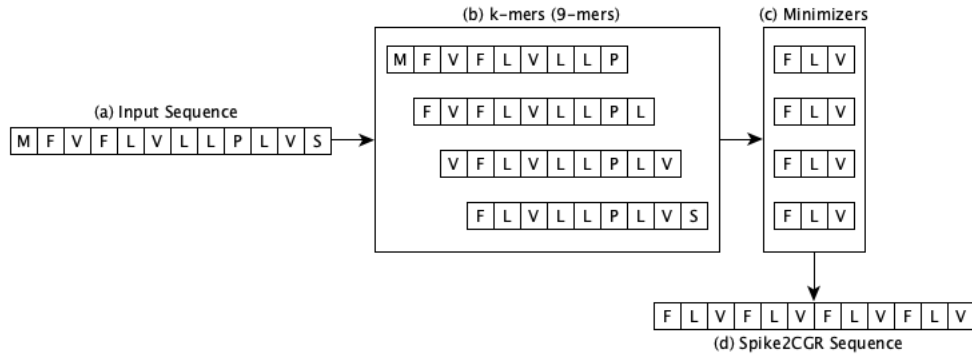 (a) Input Sequence
M F V F L V L L P L V S
(b) k-mers (9-mers)
M F V F L V L L P
F V F L V L L P L
V F L V L L P L V
F L V L L P L V S
(c) Minimizers
F L V
F L V
F L V
F L V
F L V F L V F L V F L V
(d) Spike2CGR Sequence